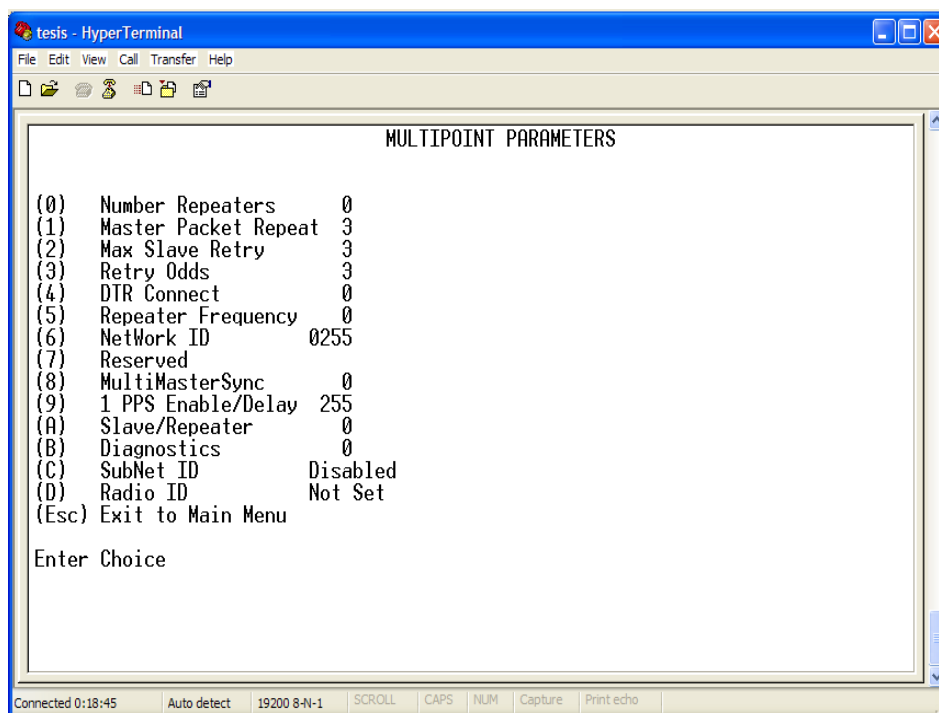 tesis - HyperTerminal
File Edit View Call Transfer Help
MULTIPOINT PARAMETERS
(0) Number Repeaters 0
(1) Master Packet Repeat 3
(2) Max Slave Retry 3
(3) Retry Odds 3
(4) DTR Connect 0
(5) Repeater Frequency 0
(6) NetWork ID 0255
(7) Reserved
(8) MultiMasterSync 0
(9) 1 PPS Enable/Delay 255
(A) Slave/Repeater 0
(B) Diagnostics 0
(C) SubNet ID Disabled
(D) Radio ID Not Set
(Esc) Exit to Main Menu
Enter Choice
Connected 0:18:45 Auto detect 19200 8-N-1 SCROLL CAPS NUM Capture Print echo